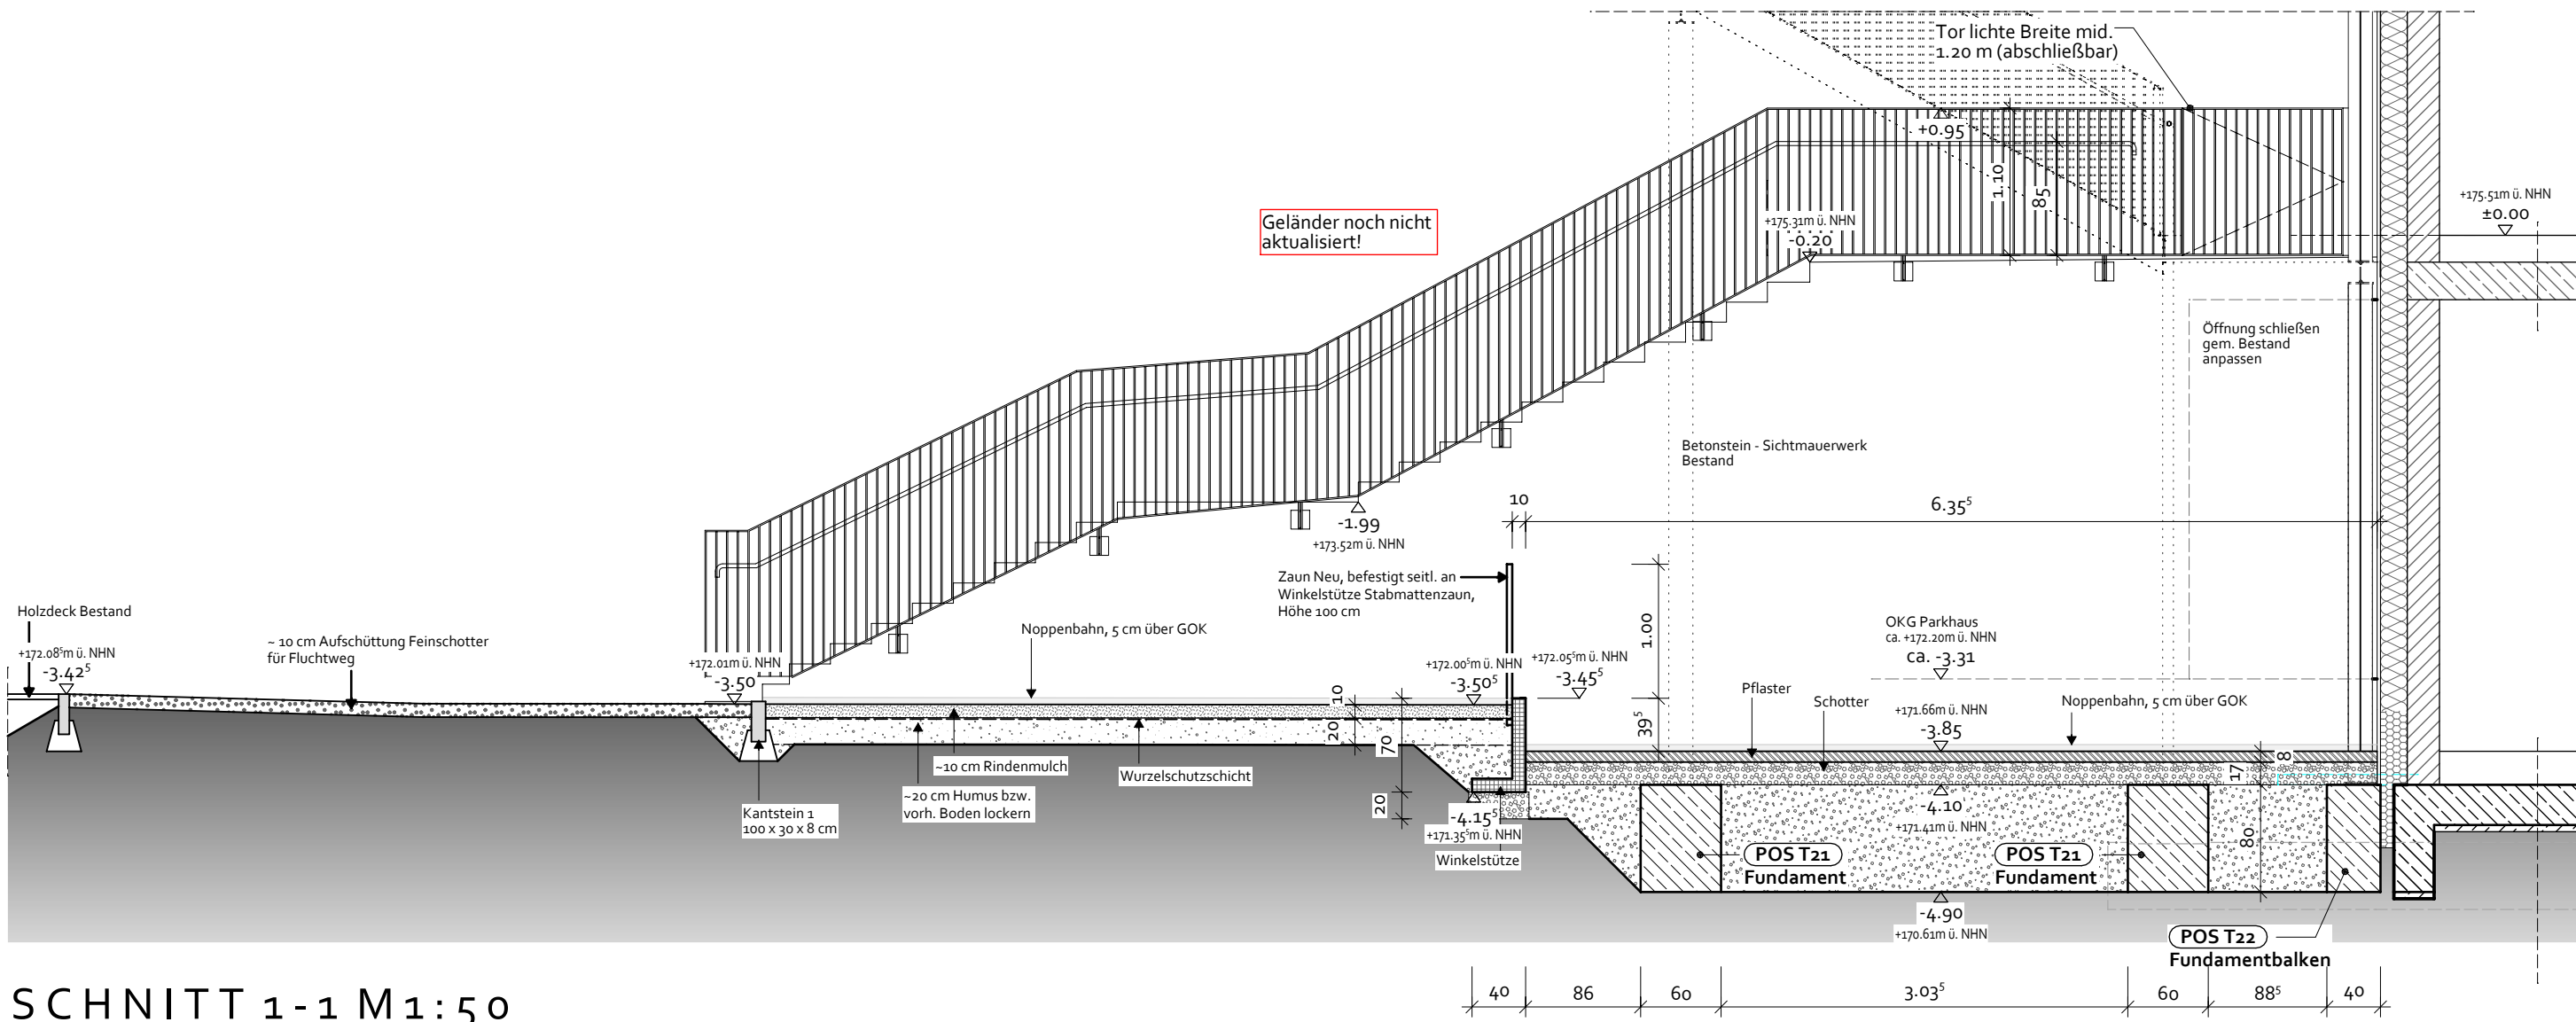 Tor lichte Breite mid.
1.20 m (abschließbar)
+0.95
1.10
85
+175.51m ü. NHN
±0.00
Geländer noch nicht
aktualisiert!
+175.31m ü. NHN
-0.20
Öffnung schließen
gem. Bestand
anpassen
Betonstein - Sichtmauerwerk
Bestand
10
6.35⁵
-1.99
+173.52m ü. NHN
Zaun Neu, befestigt seitl. an
Winkelstütze Stabmattenzaun,
Höhe 100 cm
1.00
Holzdeck Bestand
+172.08⁵m ü. NHN
-3.42⁵
~ 10 cm Aufschüttung Feinschotter
für Fluchtweg
Noppenbahn, 5 cm über GOK
OKG Parkhaus
ca. +172.20m ü. NHN
ca. -3.31
+172.01m ü. NHN
-3.50
+172.00⁵m ü. NHN
-3.50⁵
+172.05⁵m ü. NHN
-3.45⁵
Pflaster
Schotter
+171.66m ü. NHN
-3.85
Noppenbahn, 5 cm über GOK
10
20
70
20
39⁵
8
17
80
~10 cm Rindenmulch
Wurzelschutzschicht
~20 cm Humus bzw.
vorh. Boden lockern
Kantstein 1
100 x 30 x 8 cm
-4.15⁵
+171.35⁵m ü. NHN
Winkelstütze
-4.10
+171.41m ü. NHN
POS T21
Fundament
POS T21
Fundament
-4.90
+170.61m ü. NHN
POS T22
Fundamentbalken
40
86
60
3.03⁵
60
88⁵
40
SCHNITT 1-1 M1:50